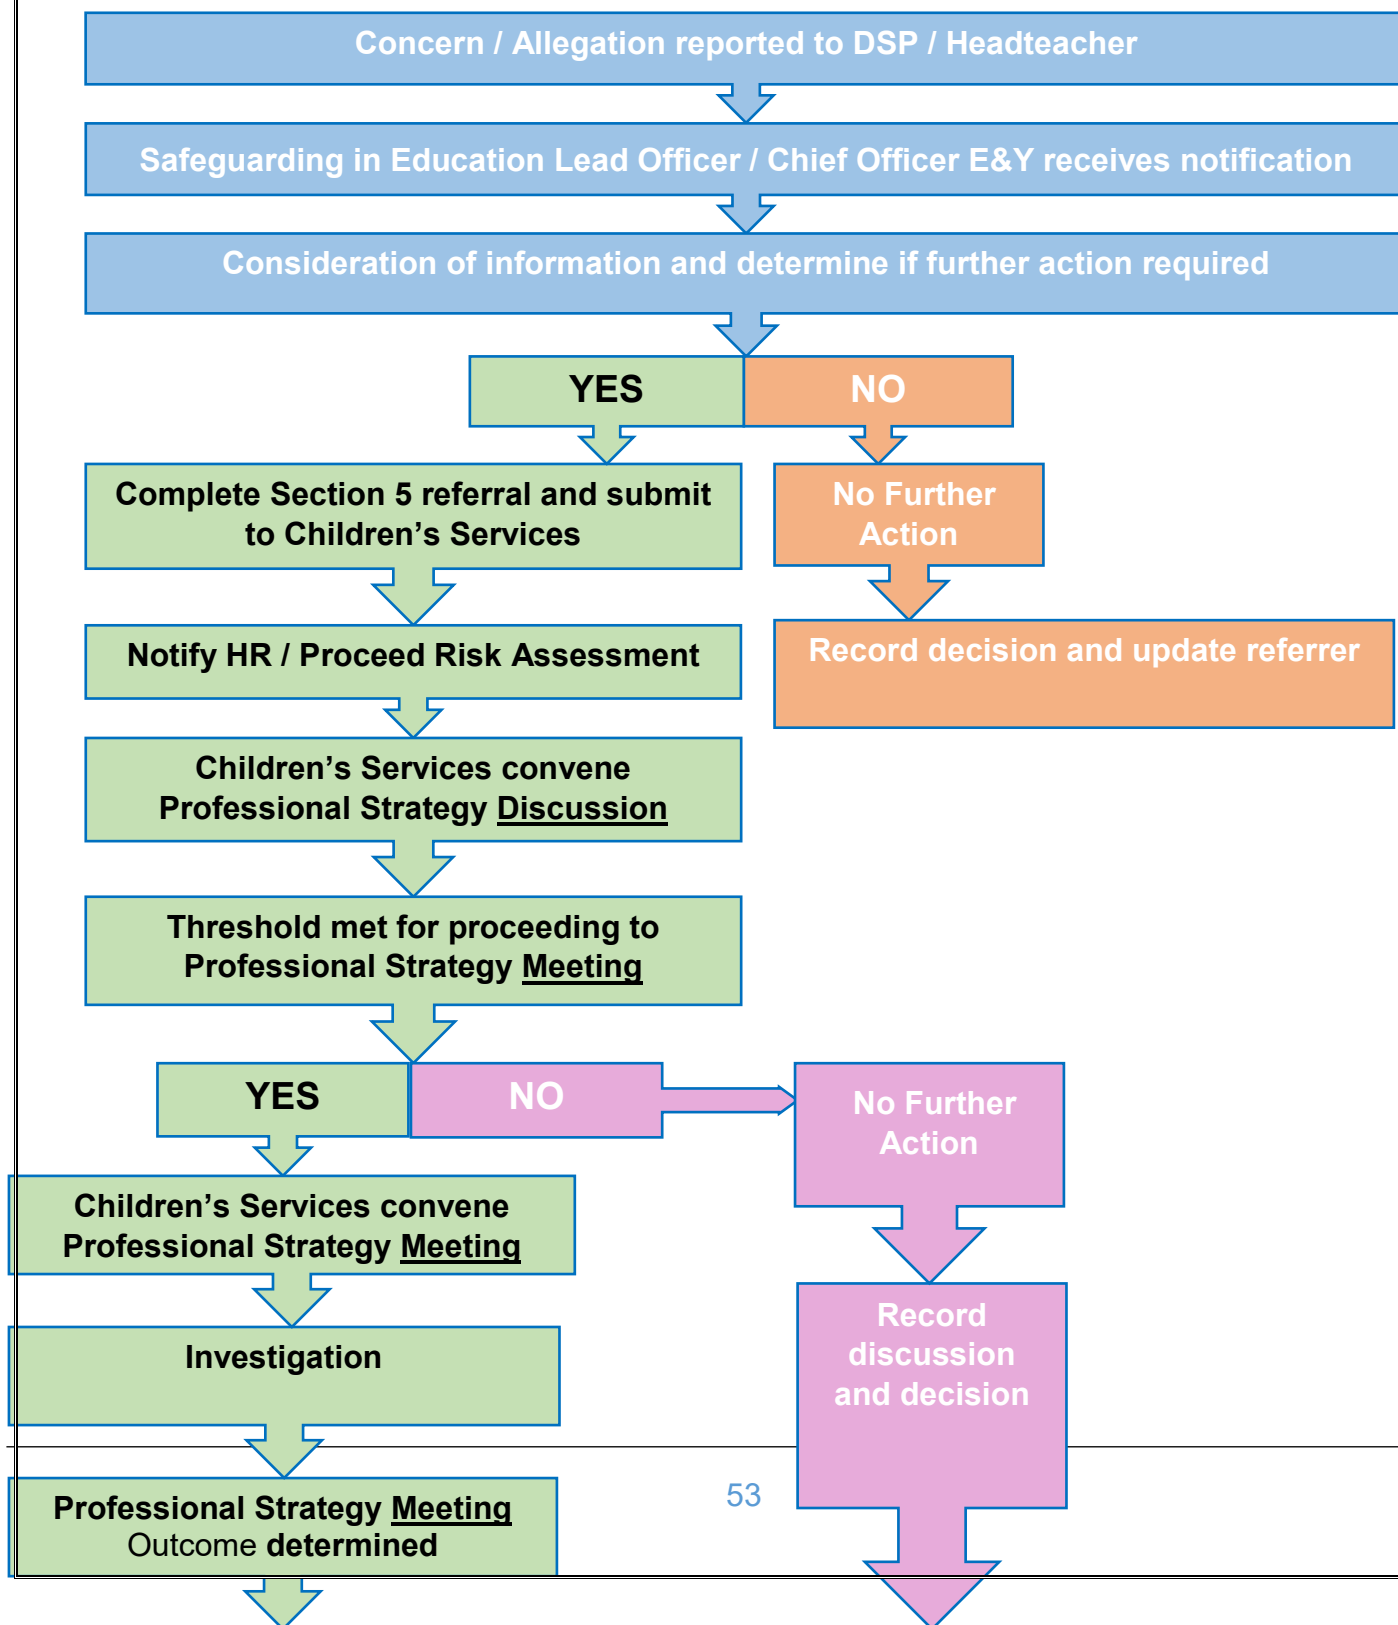 Concern / Allegation reported to DSP / Headteacher
Safeguarding in Education Lead Officer / Chief Officer E&Y receives notification
Consideration of information and determine if further action required
YES
NO
Complete Section 5 referral and submit
to Children’s Services
No Further
Action
Notify HR / Proceed Risk Assessment
Record decision and update referrer
Children’s Services convene
Professional Strategy Discussion
Threshold met for proceeding to
Professional Strategy Meeting
YES
NO
No Further
Action
Children’s Services convene
Professional Strategy Meeting
Record
discussion
and decision
Investigation
Professional Strategy Meeting
Outcome determined
53